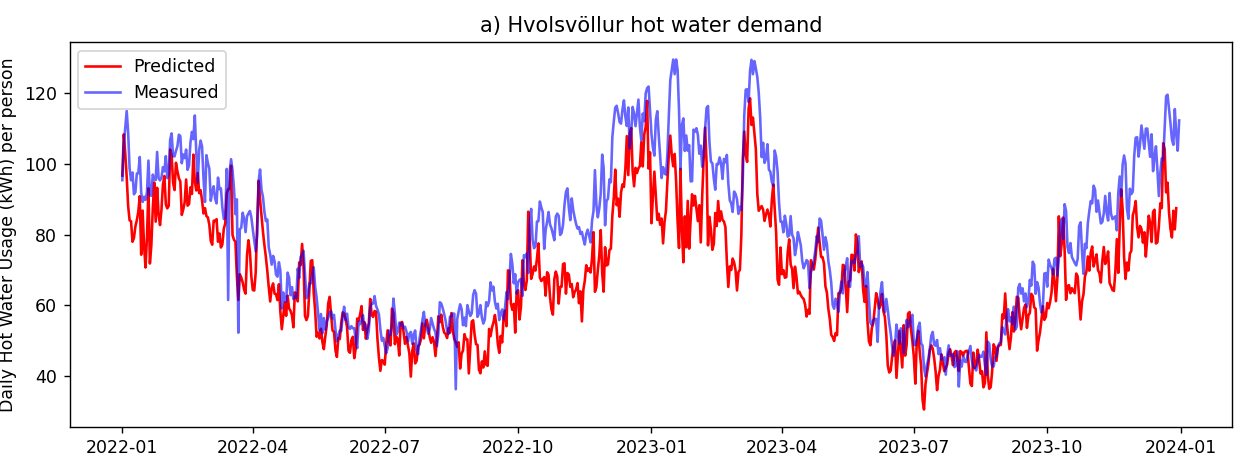 a) Hvolsvöllur hot water demand
Daily Hot Water Usage (kWh) per person
Predicted
Measured
120
100
80
60
40
2022-01 2022-04 2022-07 2022-10 2023-01 2023-04 2023-07 2023-10 2024-01